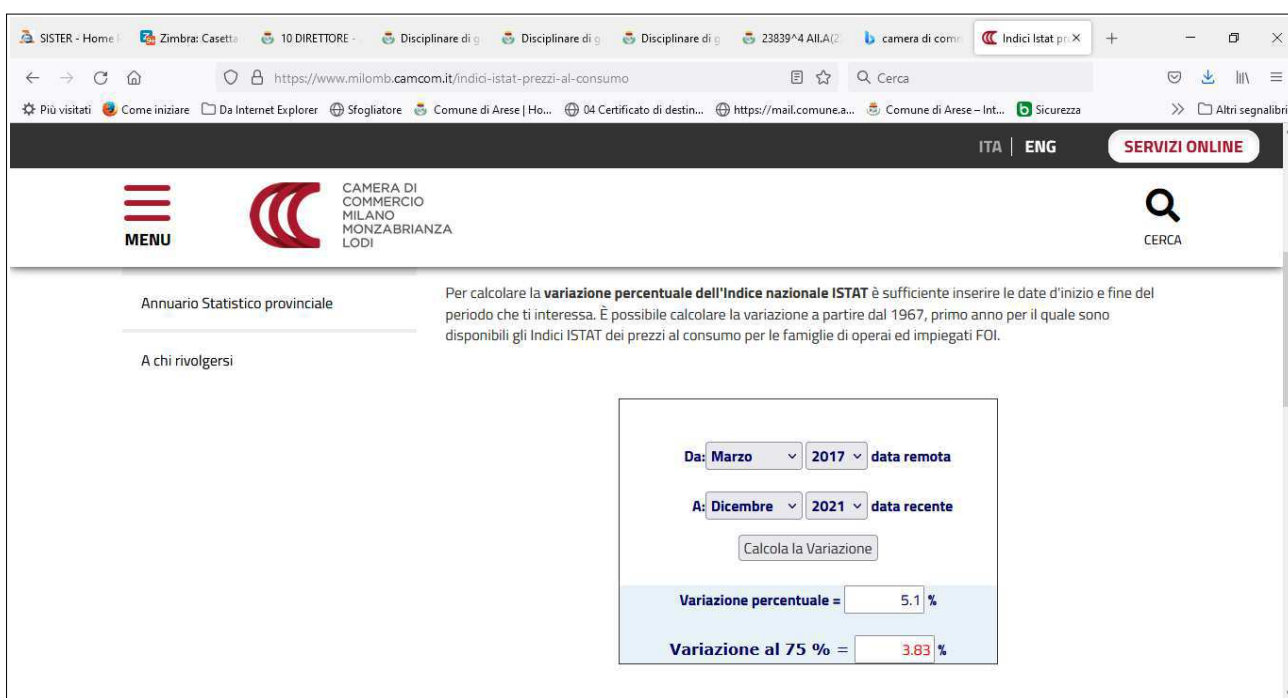 SISTER - Home
Zimbra: Casetta
10 DIRETTORE -
Disciplinare di g
Disciplinare di g
Disciplinare di g
23839^4 All.A(2
camera di com
Indici Istat pr
https://www.milomb.camcom.it/indici-istat-prezzi-al-consumo
Cerca
Più visitati
Come iniziare
Da Internet Explorer
Sfogliatore
Comune di Arese | Ho...
04 Certificato di destin...
https://mail.comune.a...
Comune di Arese – Int...
Sicurezza
Altri segnalibri
ITA | ENG
SERVIZI ONLINE
MENU
CAMERA DI
COMMERCIO
MILANO
MONZABRIANZA
LODI
CERCA
Annuario Statistico provinciale
A chi rivolgersi
Per calcolare la variazione percentuale dell'Indice nazionale ISTAT è sufficiente inserire le date d'inizio e fine del
periodo che ti interessa. È possibile calcolare la variazione a partire dal 1967, primo anno per il quale sono
disponibili gli Indici ISTAT dei prezzi al consumo per le famiglie di operai ed impiegati FOI.
Da: Marzo 2017 data remota
A: Dicembre 2021 data recente
Calcola la Variazione
Variazione percentuale = 5.1 %
Variazione al 75 % = 3.83 %